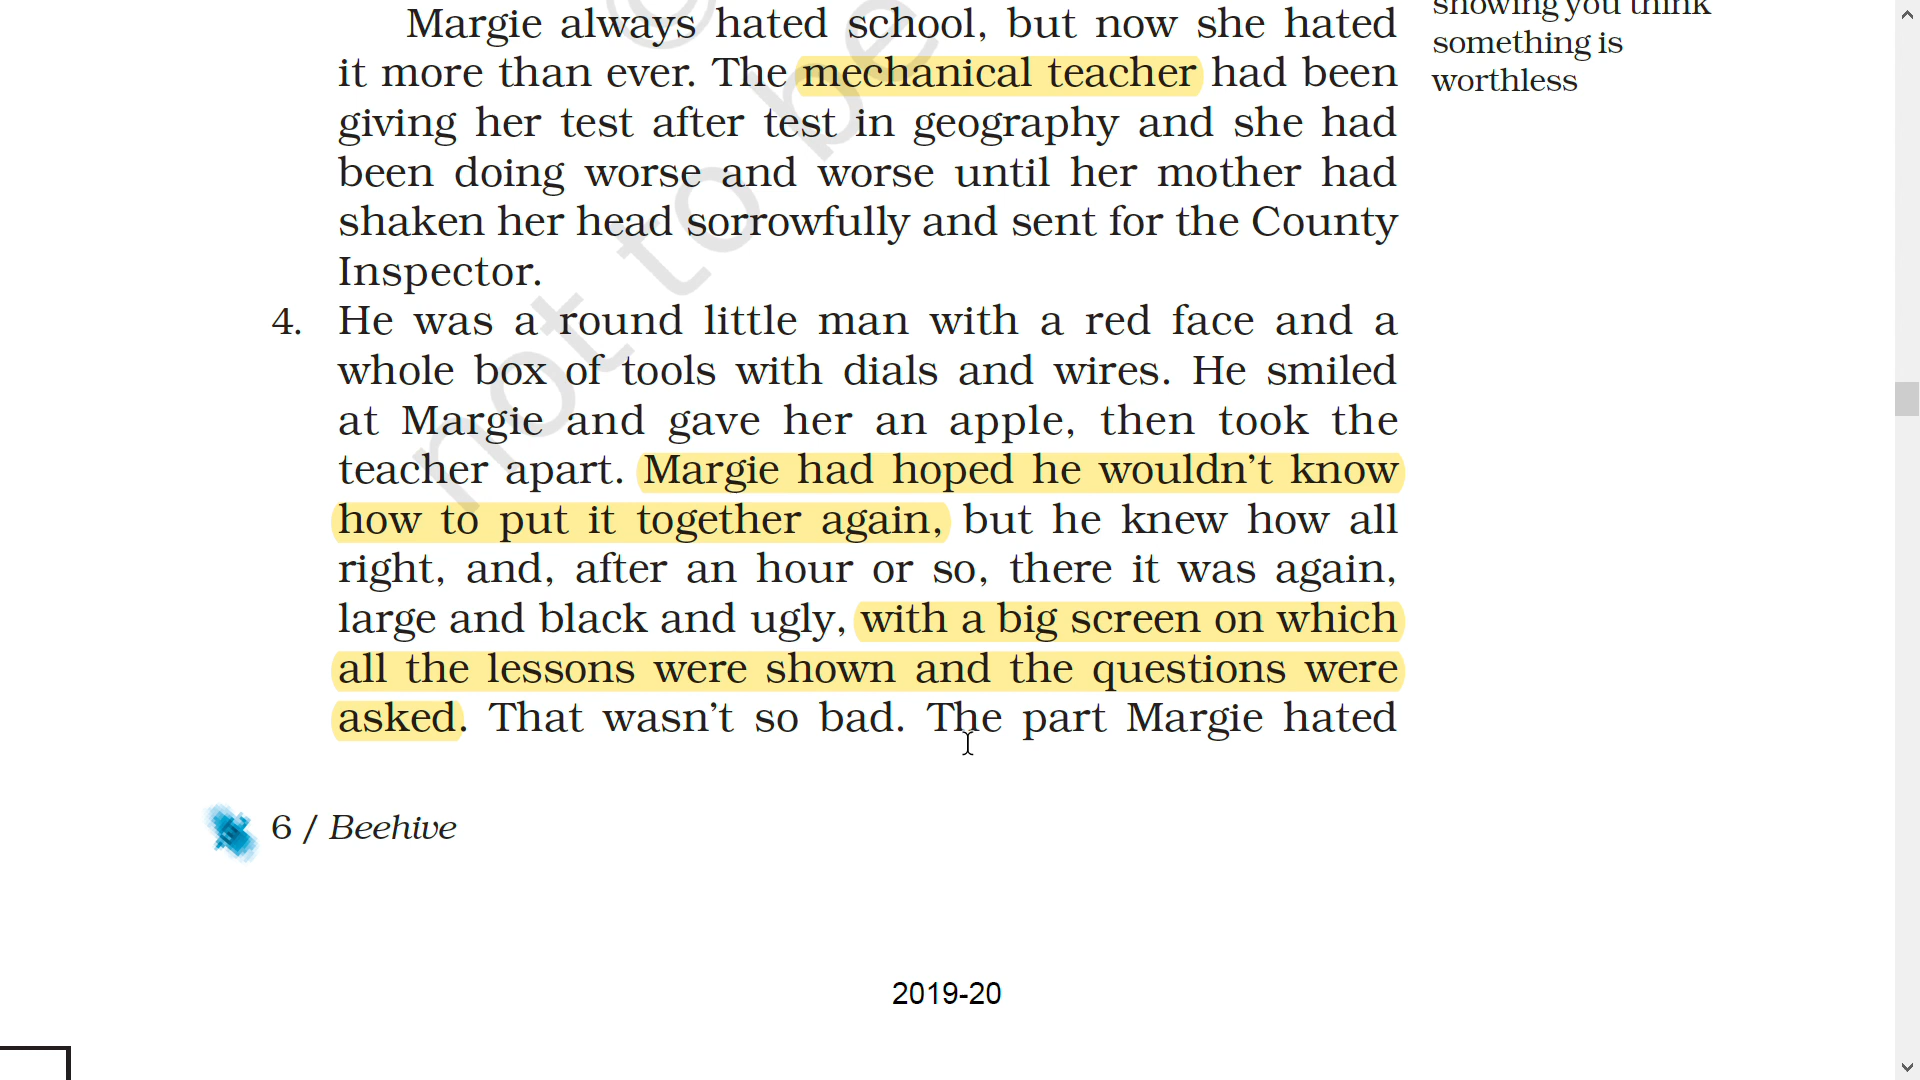 showing you think
Margie always hated school, but now she hated
something is
it more than ever. The mechanical teacher had been
worthless
giving her test after test in geography and she had
been doing worse and worse until her mother had
shaken her head sorrowfully and sent for the County
Inspector.
4. He was a round little man with a red face and a
whole box of tools with dials and wires. He smiled
at Margie and gave her an apple, then took the
teacher apart. Margie had hoped he wouldn't know
how to put it together again, but he knew how all
right, and, after an hour or so, there it was again,
large and black and ugly, with a big screen on which
all the lessons were shown and the questions were
asked. That wasn't so bad. The part Margie hated
6 / Beehive
2019-20
©
not to be